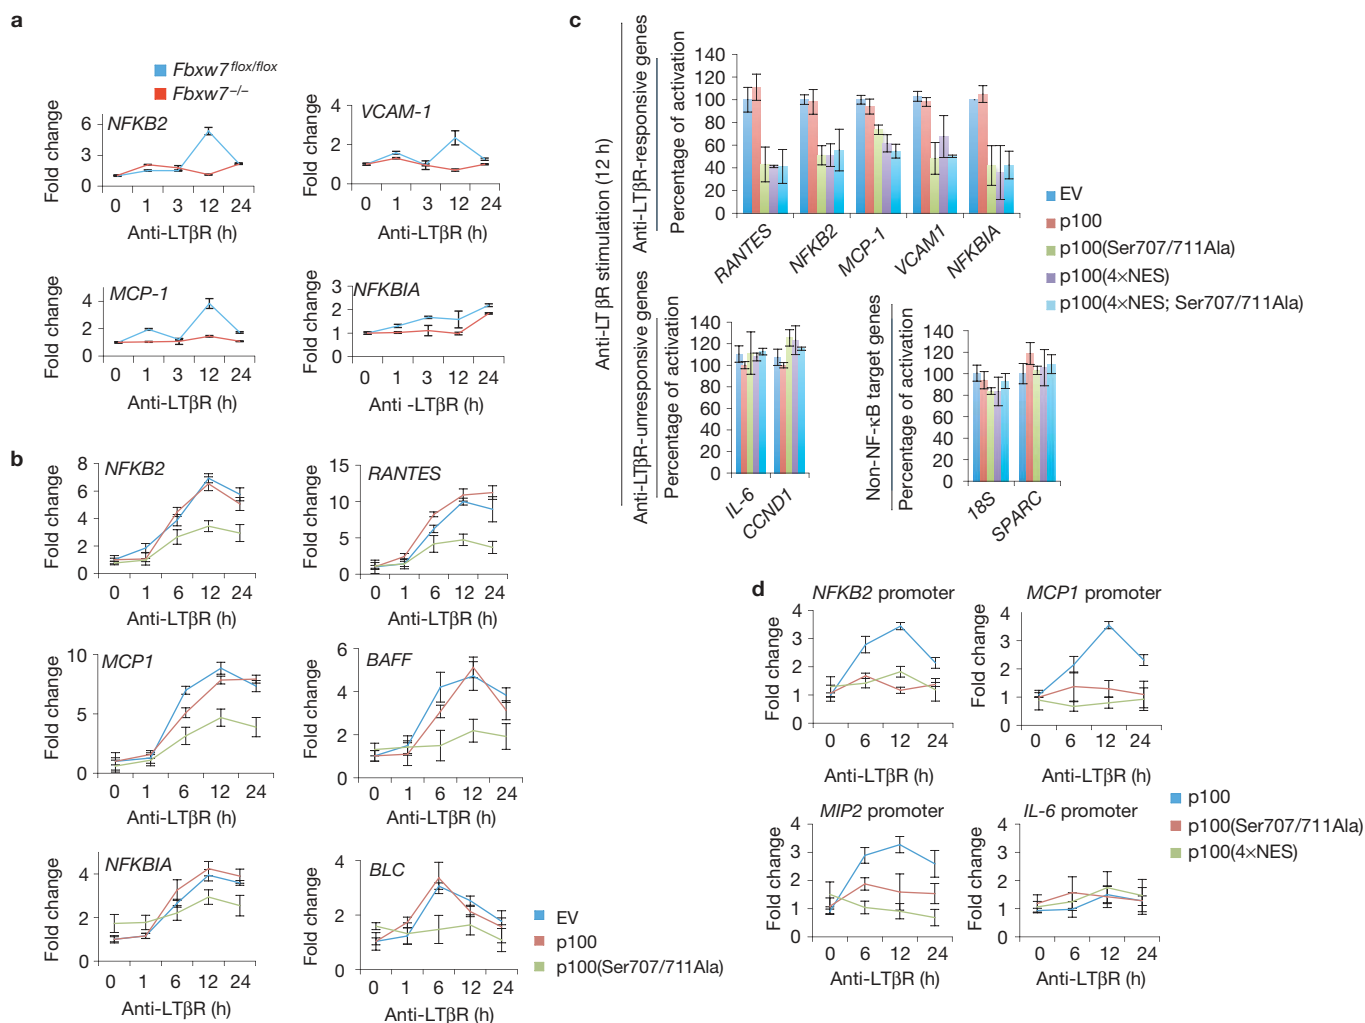 a
Fbxw7 flox/flox
Fbxw7 –/–
NFKB2
Fold change
6
3
0
0 1 3 12 24
Anti-LTβR (h)
VCAM-1
Fold change
4
2
0
0 1 3 12 24
Anti-LTβR (h)
MCP-1
Fold change
4
2
0
0 1 3 12 24
Anti-LTβR (h)
NFKBIA
Fold change
3
2
1
0
0 1 3 12 24
Anti -LTβR (h)
b
NFKB2
Fold change
8
6
4
2
0
0 1 6 12 24
Anti-LTβR (h)
RANTES
Fold change
15
10
5
0
0 1 6 12 24
Anti-LTβR (h)
MCP1
Fold change
10
5
0
0 1 6 12 24
Anti-LTβR (h)
BAFF
Fold change
6
4
2
0
0 1 6 12 24
Anti-LTβR (h)
NFKBIA
Fold change
6
4
2
0
0 1 6 12 24
Anti-LTβR (h)
BLC
Fold change
4
2
0
0 1 6 12 24
Anti-LTβR (h)
EV
p100
p100(Ser707/711Ala)
c
Anti-LTβR stimulation (12 h)
Anti-LTβR-responsive genes
Percentage of activation
140
120
100
80
60
40
20
0
RANTES
NFKB2
MCP-1
VCAM1
NFKBIA
EV
p100
p100(Ser707/711Ala)
p100(4×NES)
p100(4×NES; Ser707/711Ala)
Anti-LTβR-unresponsive genes
Percentage of activation
140
120
100
80
60
40
20
0
IL-6
CCND1
Non-NF-κB target genes
Percentage of activation
140
120
100
80
60
40
20
0
18S
SPARC
d
NFKB2 promoter
Fold change
4
3
2
1
0
0 6 12 24
Anti-LTβR (h)
MCP1 promoter
Fold change
4
3
2
1
0
0 6 12 24
Anti-LTβR (h)
MIP2 promoter
Fold change
4
3
2
1
0
0 6 12 24
Anti-LTβR (h)
IL-6 promoter
Fold change
4
3
2
1
0
0 6 12 24
Anti-LTβR (h)
p100
p100(Ser707/711Ala)
p100(4×NES)